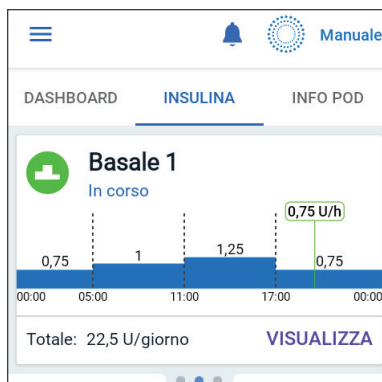 Manuale
DASHBOARD INSULINA INFO POD
Basale 1
In corso
0,75 U/h
0,75 1 1,25 0,75
00:00 05:00 11:00 17:00 00:00
Totale: 22,5 U/giorno VISUALIZZA